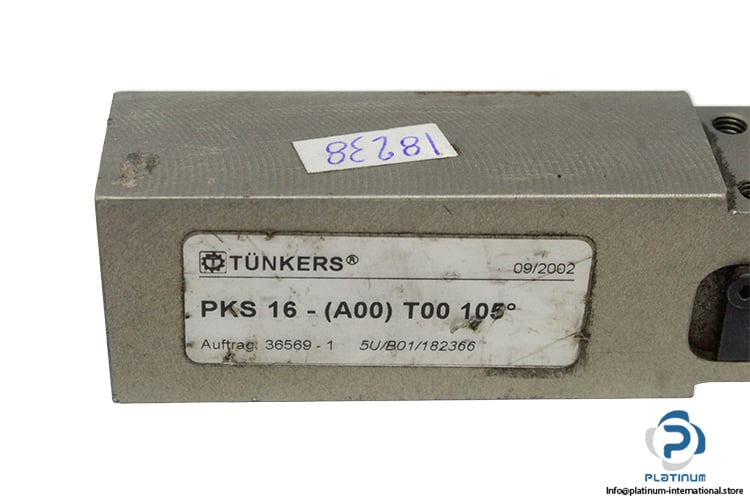 18238
TÜNKERS®
09/2002
PKS 16 - (A00) T00 105°
Auftrag: 36569 - 1 5U/B01/182366
PLATINUM
Info@platinum-international.store